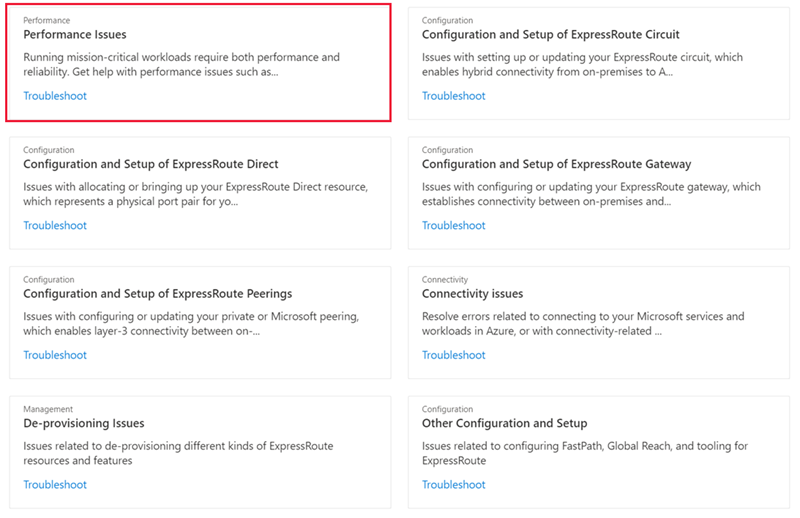 Performance
Performance Issues
Running mission-critical workloads require both performance and
reliability. Get help with performance issues such as...
Troubleshoot
Configuration
Configuration and Setup of ExpressRoute Circuit
Issues with setting up or updating your ExpressRoute circuit, which
enables hybrid connectivity from on-premises to A...
Troubleshoot
Configuration
Configuration and Setup of ExpressRoute Direct
Issues with allocating or bringing up your ExpressRoute Direct resource,
which represents a physical port pair for yo...
Troubleshoot
Configuration
Configuration and Setup of ExpressRoute Gateway
Issues with configuring or updating your ExpressRoute gateway, which
establishes connectivity between on-premises and...
Troubleshoot
Configuration
Configuration and Setup of ExpressRoute Peerings
Issues with configuring or updating your private or Microsoft peering,
which enables layer-3 connectivity between on-...
Troubleshoot
Connectivity
Connectivity issues
Resolve errors related to connecting to your Microsoft services and
workloads in Azure, or with connectivity-related ...
Troubleshoot
Management
De-provisioning Issues
Issues related to de-provisioning different kinds of ExpressRoute
resources and features
Troubleshoot
Configuration
Other Configuration and Setup
Issues related to configuring FastPath, Global Reach, and tooling for
ExpressRoute
Troubleshoot